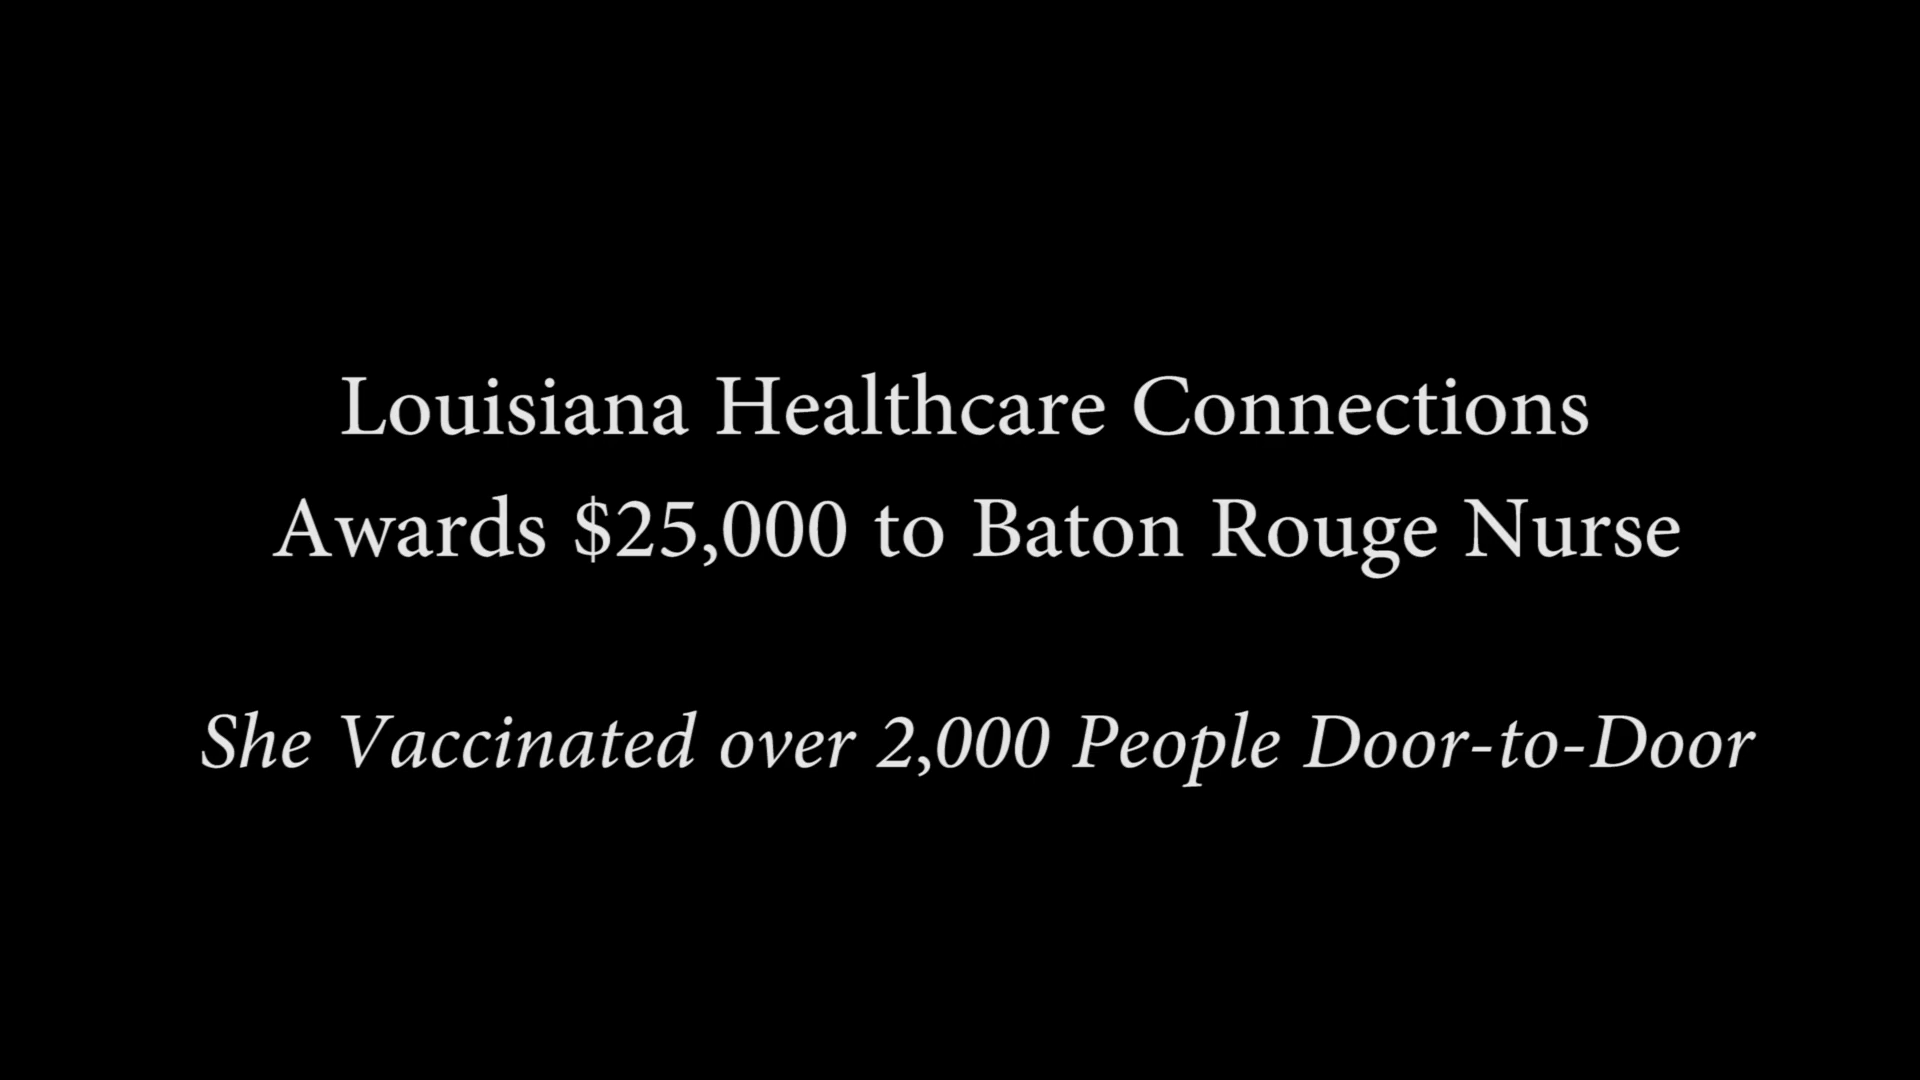 Louisiana Healthcare Connections
Awards $25,000 to Baton Rouge Nurse
She Vaccinated over 2,000 People Door-to-Door